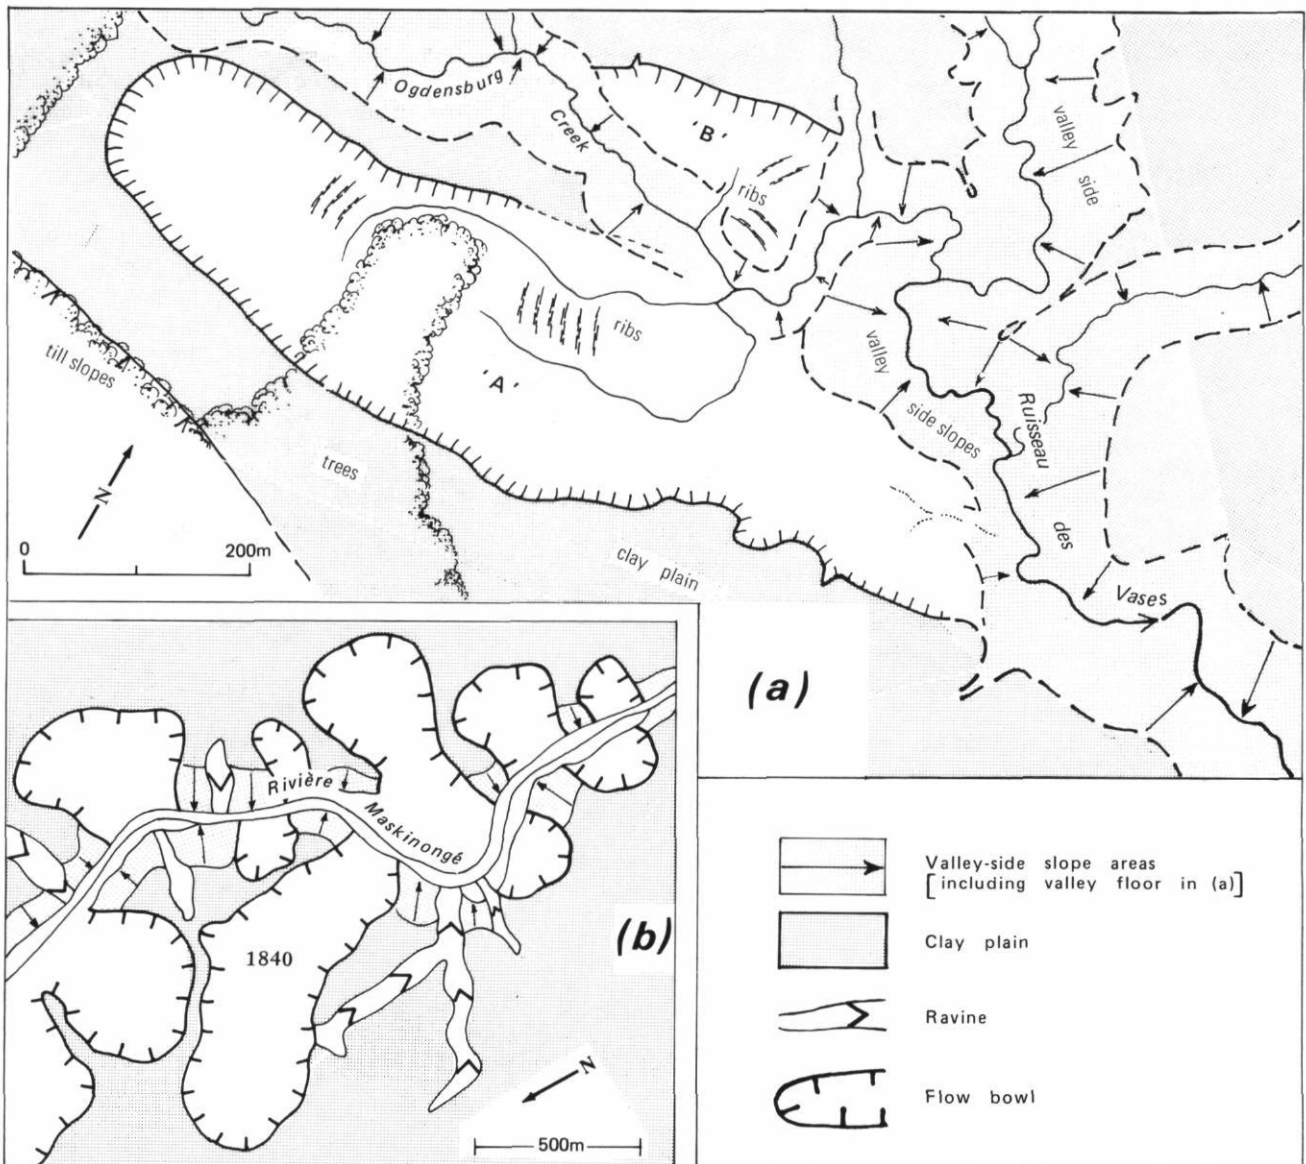 Ogdensburg
Creek
'B'
ribs
valley
side
till slopes
ribs
'A'
valley
side slopes
Ruisseau
des
Vases
trees
N
0 200m
clay plain
(a)
Rivière
Maskinongé
(b)
1840
N
500m
Valley-side slope areas
[including valley floor in (a)]
Clay plain
Ravine
Flow bowl